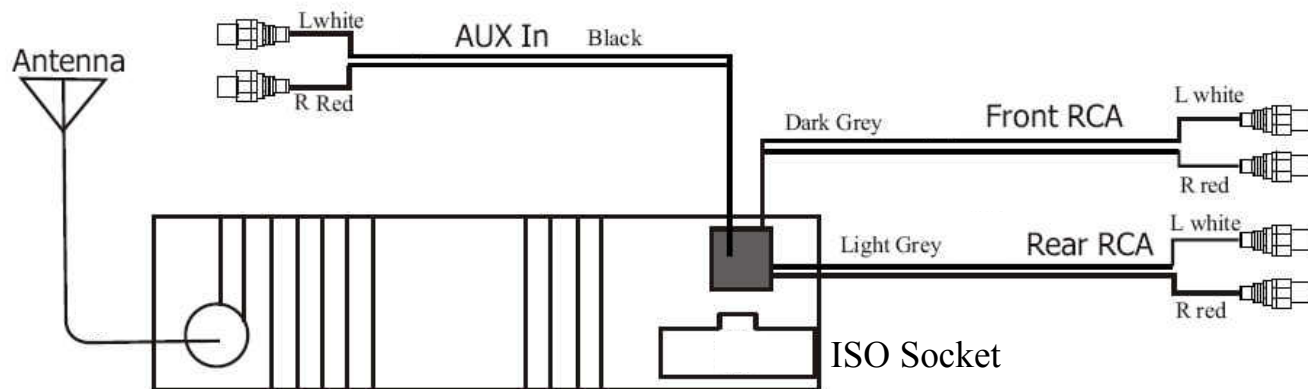 L white
AUX In Black
Antenna
R Red
L white
Dark Grey Front RCA
R red
L white
Light Grey Rear RCA
R red
ISO Socket